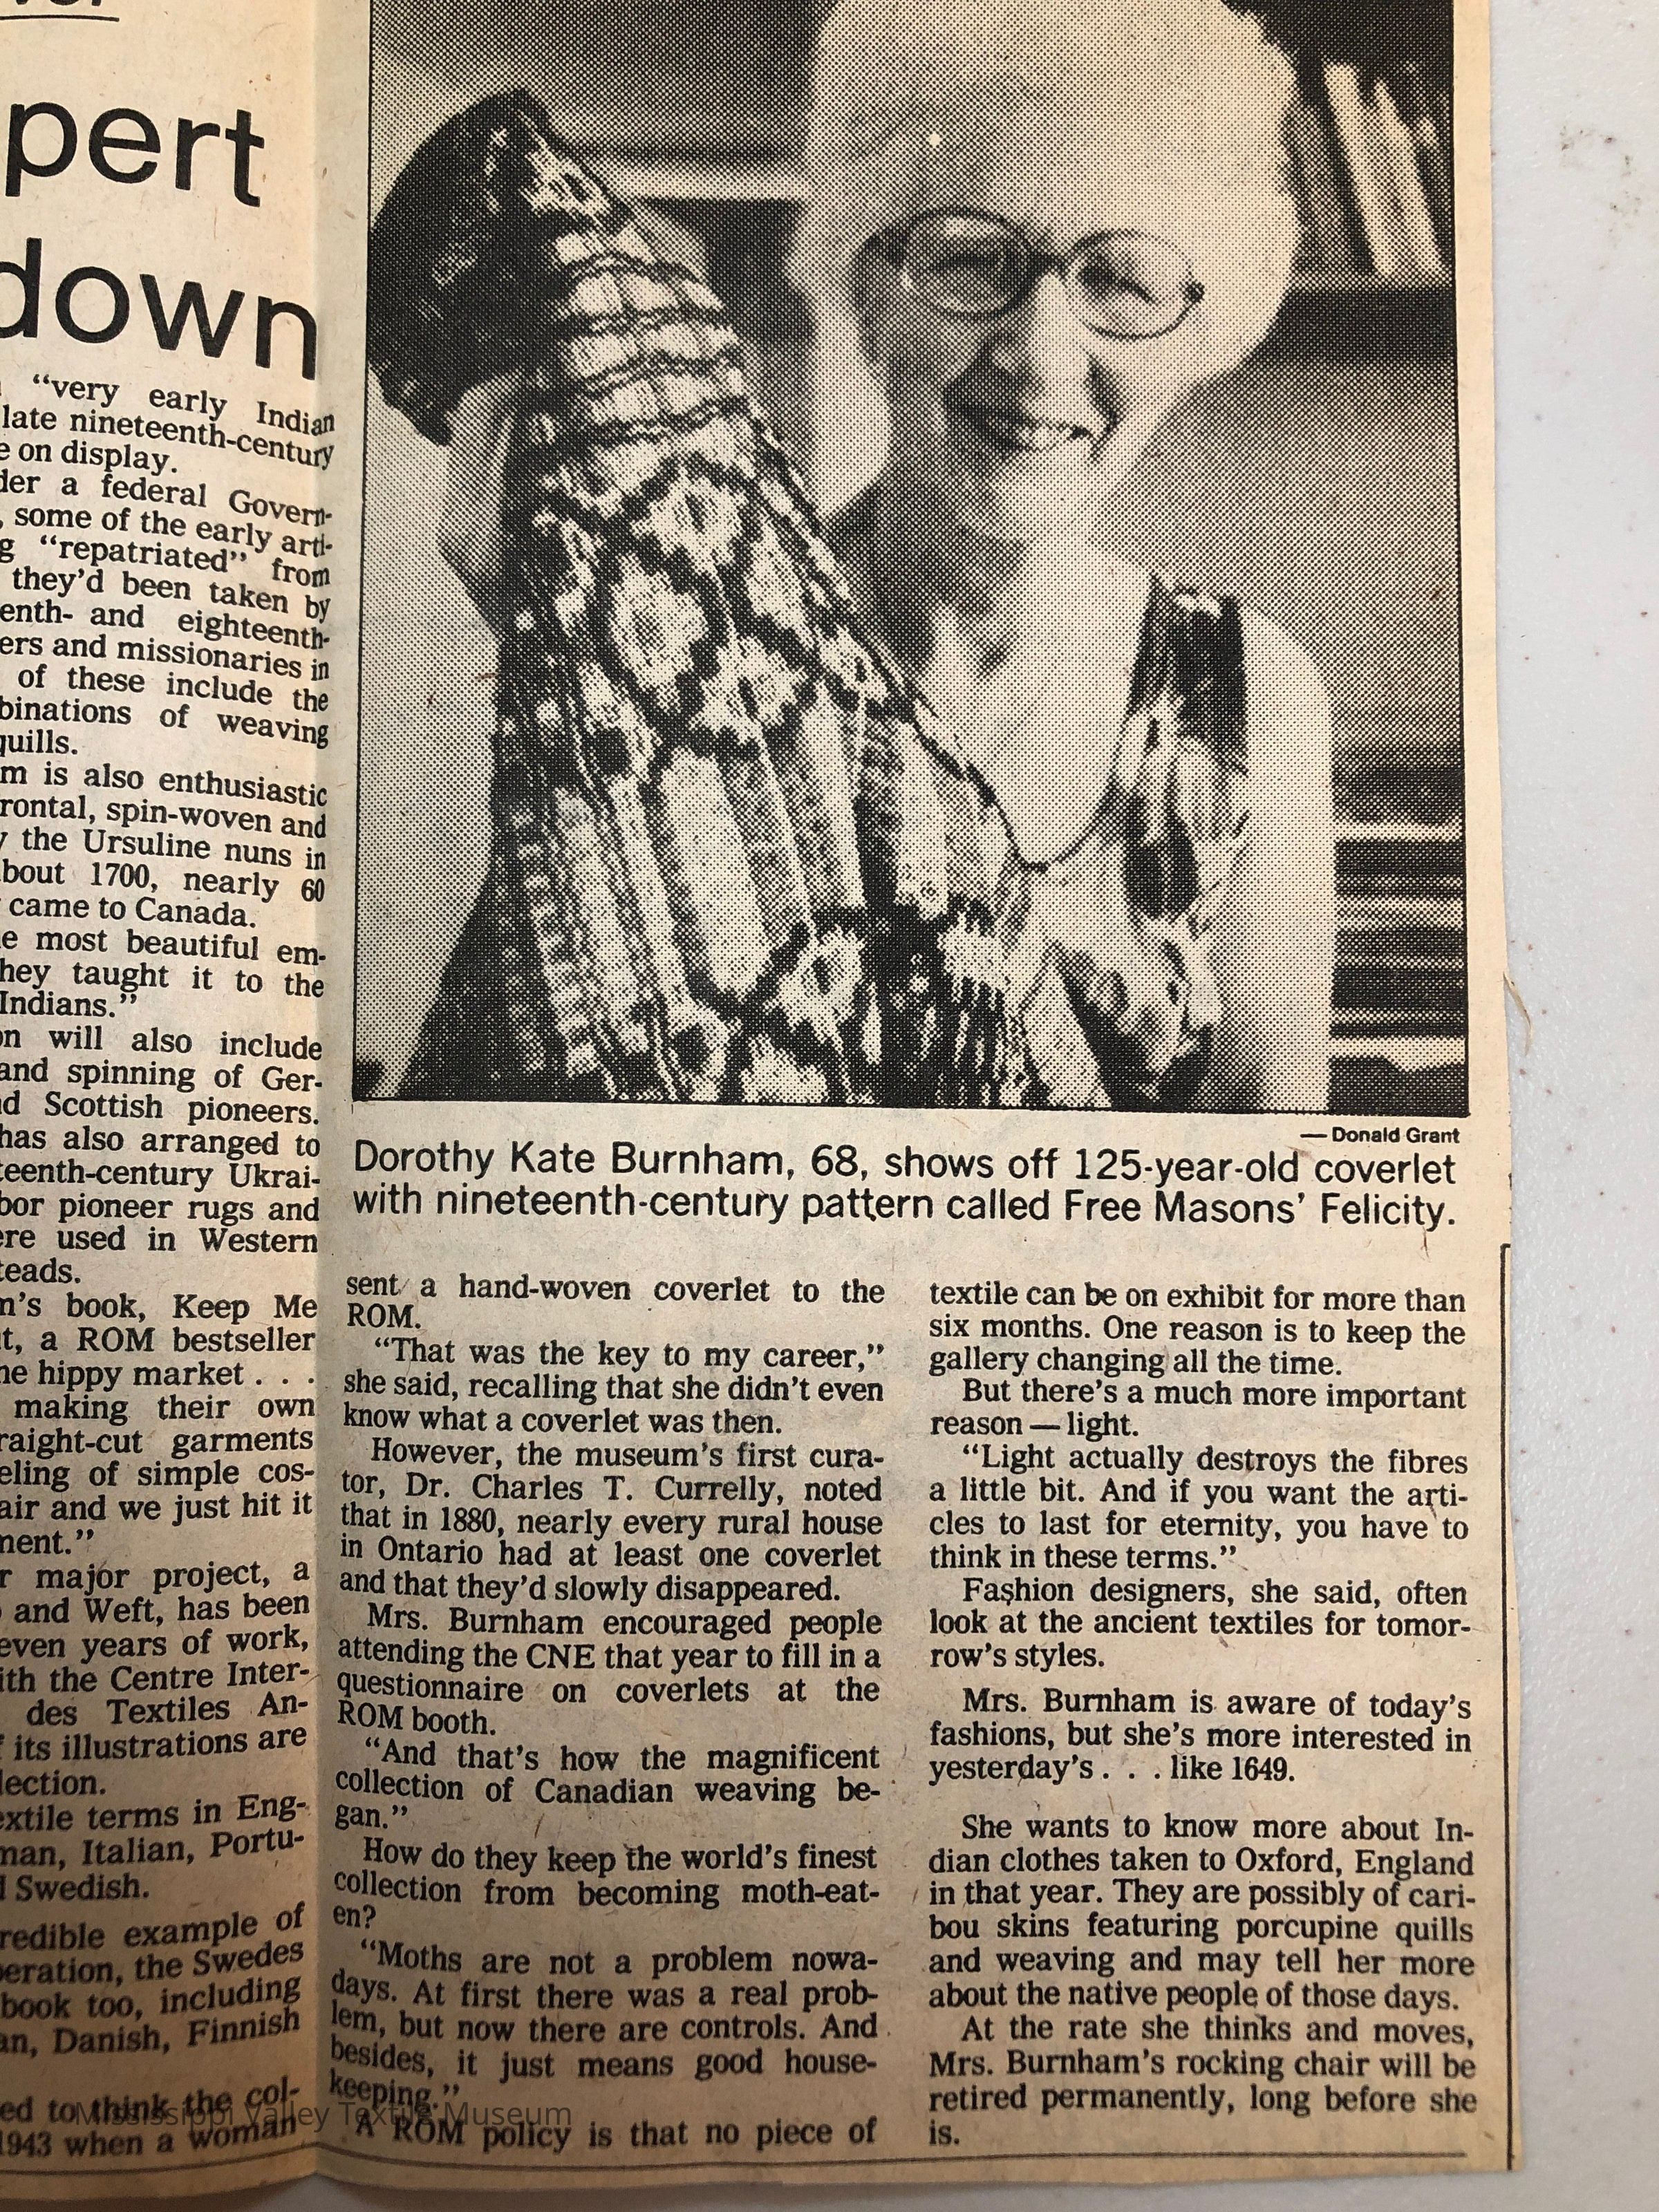 pert
down
"very early Indian
late nineteenth-century
on display.
a federal Govern-
some of the early arti-
"repatriated" from
they'd been taken by
and eighteenth-
and missionaries in
of these include the
of weaving
quills.
is also enthusiastic
spin-woven and
the Ursuline nuns in
bout 1700, nearly 60
came to Canada.
most beautiful em-
hey taught it to the
Indians."
will also include
and spinning of Ger-
Scottish pioneers.
has also arranged to
teenth-century Ukrai-
pioneer rugs and
used in Western
teads.
m's book, Keep Me
a ROM bestseller
he hippy market . . .
making their own
raight-cut garments
eling of simple cos-
air and we just hit it
ment."
major project, a
and Weft, has been
even years of work,
ith the Centre Inter-
des Textiles An-
its illustrations are
lection.
extile terms in Eng-
man, Italian, Portu-
Swedish.
redible example of
peration, the Swedes
book too, including
an, Danish, Finnish
ed to think the col-
1943 when a woman
— Donald Grant
Dorothy Kate Burnham, 68, shows off 125-year-old coverlet
with nineteenth-century pattern called Free Masons' Felicity.
sent a hand-woven coverlet to the
ROM.
"That was the key to my career,"
she said, recalling that she didn't even
know what a coverlet was then.
However, the museum's first cura-
tor, Dr. Charles T. Currelly, noted
that in 1880, nearly every rural house
in Ontario had at least one coverlet
and that they'd slowly disappeared.
Mrs. Burnham encouraged people
attending the CNE that year to fill in a
questionnaire on coverlets at the
ROM booth.
"And that's how the magnificent
collection of Canadian weaving be-
gan."
How do they keep the world's finest
collection from becoming moth-eat-
en?
"Moths are not a problem nowa-
days. At first there was a real prob-
lem, but now there are controls. And
besides, it just means good house-
keeping."
A ROM policy is that no piece of
textile can be on exhibit for more than
six months. One reason is to keep the
gallery changing all the time.
But there's a much more important
reason — light.
"Light actually destroys the fibres
a little bit. And if you want the arti-
cles to last for eternity, you have to
think in these terms."
Fashion designers, she said, often
look at the ancient textiles for tomor-
row's styles.
Mrs. Burnham is aware of today's
fashions, but she's more interested in
yesterday's . . . like 1649.
She wants to know more about In-
dian clothes taken to Oxford, England
in that year. They are possibly of cari-
bou skins featuring porcupine quills
and weaving and may tell her more
about the native people of those days.
At the rate she thinks and moves,
Mrs. Burnham's rocking chair will be
retired permanently, long before she
is.
Mississippi Valley Textile Museum